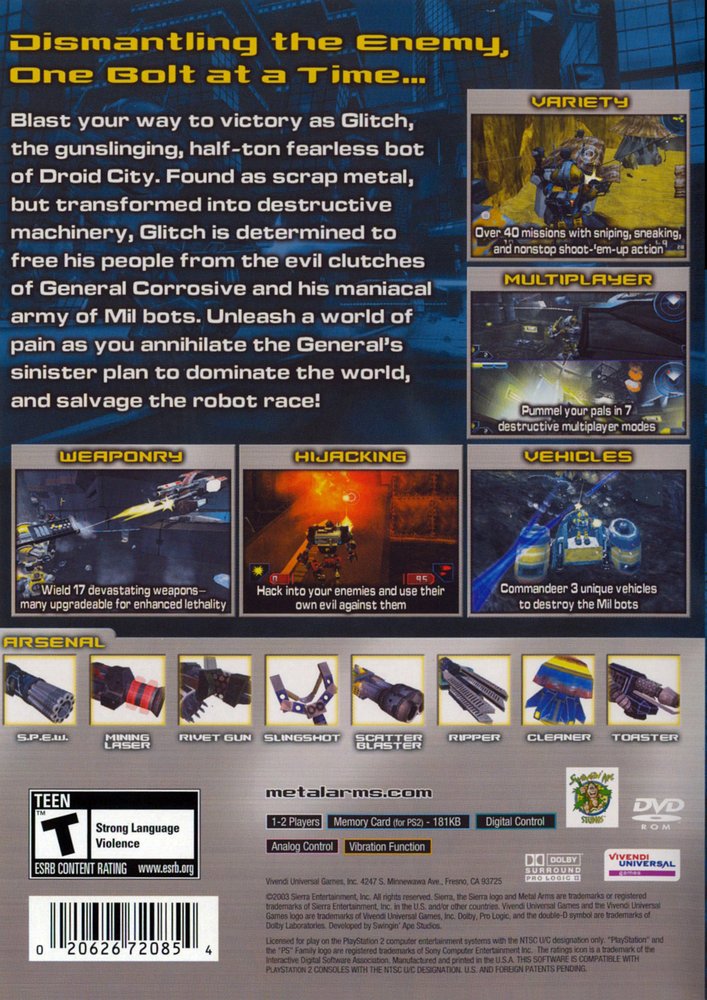 Dismantling the Enemy,
One Bolt at a Time...
Blast your way to victory as Glitch,
the gunslinging, half-ton fearless bot
of Droid City. Found as scrap metal,
but transformed into destructive
machinery, Glitch is determined to
free his people from the evil clutches
of General Corrosive and his maniacal
army of Mil bots. Unleash a world of
pain as you annihilate the General's
sinister plan to dominate the world,
and salvage the robot race!
VARIETY
Over 40 missions with sniping, sneaking,
and nonstop shoot-'em-up action
MULTIPLAYER
Pummel your pals in 7
destructive multiplayer modes
WEAPONRY
Wield 17 devastating weapons–
many upgradeable for enhanced lethality
HIJACKING
Hack into your enemies and use their
own evil against them
VEHICLES
Commandeer 3 unique vehicles
to destroy the Mil bots
ARSENAL
S.P.E.W.
MINING
LASER
RIVET GUN
SLINGSHOT
SCATTER
BLASTER
RIPPER
CLEANER
TOASTER
TEEN
T
TM
Strong Language
Violence
ESRB CONTENT RATING www.esrb.org
0 20626 72085 4
metalarms.com
1-2 Players
Memory Card (for PS2) - 181KB
Digital Control
Analog Control
Vibration Function
Swingin' Ape
Studios
DVD
ROM
DOLBY
SURROUND
PRO LOGIC II
VIVENDI
UNIVERSAL
games
Vivendi Universal Games, Inc. 4247 S. Minnewawa Ave., Fresno, CA 93725
©2003 Sierra Entertainment, Inc. All rights reserved. Sierra, the Sierra logo and Metal Arms are trademarks or registered
trademarks of Sierra Entertainment, Inc. in the U.S. and/or other countries. Vivendi Universal Games and the Vivendi Universal
Games logo are trademarks of Vivendi Universal Games, Inc. Dolby, Pro Logic, and the double-D symbol are trademarks of
Dolby Laboratories. Developed by Swingin' Ape Studios.
Licensed for play on the PlayStation 2 computer entertainment systems with the NTSC U/C designation only. "PlayStation" and
the "PS" Family logo are registered trademarks of Sony Computer Entertainment Inc. The ratings icon is a trademark of the
Interactive Digital Software Association. Manufactured and printed in the U.S.A. THIS SOFTWARE IS COMPATIBLE WITH
PLAYSTATION 2 CONSOLES WITH THE NTSC U/C DESIGNATION. U.S. AND FOREIGN PATENTS PENDING.